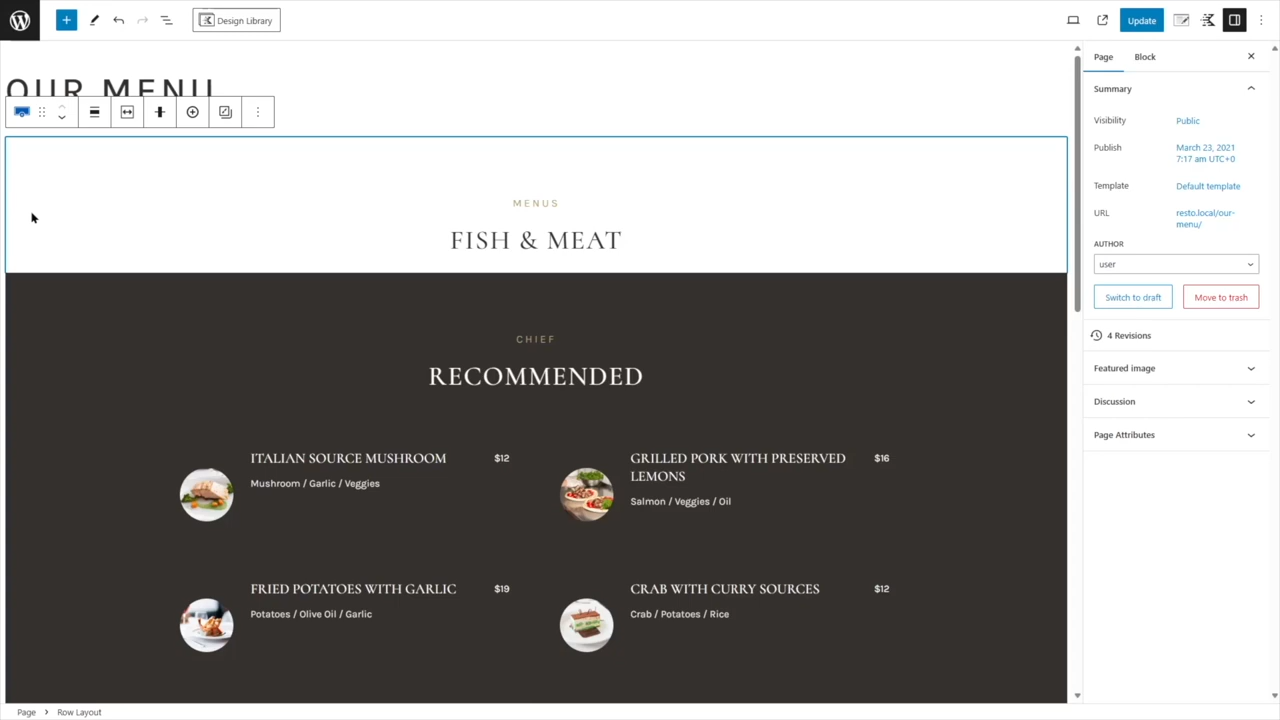 Design Library
Update
OUR MENU
MENUS
FISH & MEAT
CHIEF
RECOMMENDED
ITALIAN SOURCE MUSHROOM $12
Mushroom / Garlic / Veggies
GRILLED PORK WITH PRESERVED $16
LEMONS
Salmon / Veggies / Oil
FRIED POTATOES WITH GARLIC $19
Potatoes / Olive Oil / Garlic
CRAB WITH CURRY SOURCES $12
Crab / Potatoes / Rice
Page Block
Summary
Visibility Public
Publish March 23, 2021
7:17 am UTC+0
Template Default template
URL resto.local/our-
menu/
AUTHOR
user
Switch to draft Move to trash
4 Revisions
Featured image
Discussion
Page Attributes
Page Row Layout